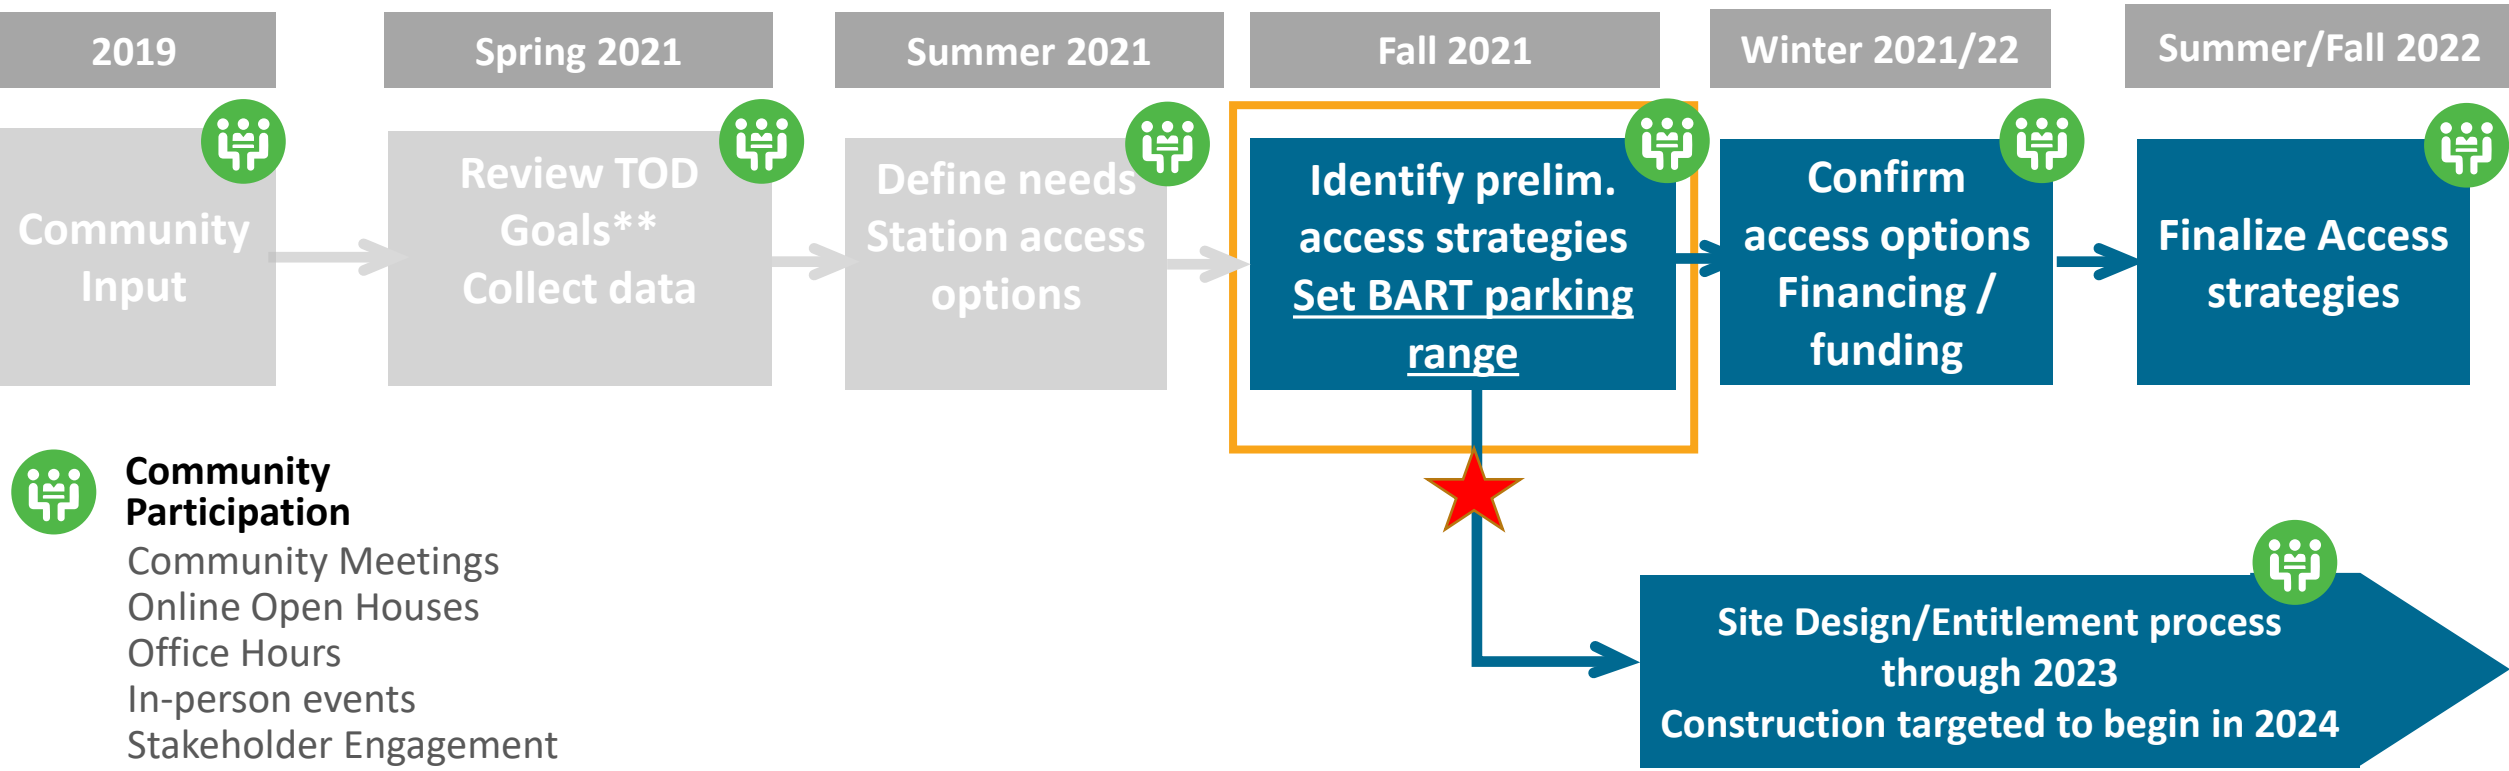 2019
Spring 2021
Summer 2021
Fall 2021
Winter 2021/22
Summer/Fall 2022
Community
Input
Review TOD
Goals**
Collect data
Define needs
Station access
options
Identify prelim.
access strategies
Set BART parking
range
Confirm
access options
Financing /
funding
Finalize Access
strategies
Community
Participation
Community Meetings
Online Open Houses
Office Hours
In-person events
Stakeholder Engagement
Site Design/Entitlement process
through 2023
Construction targeted to begin in 2024